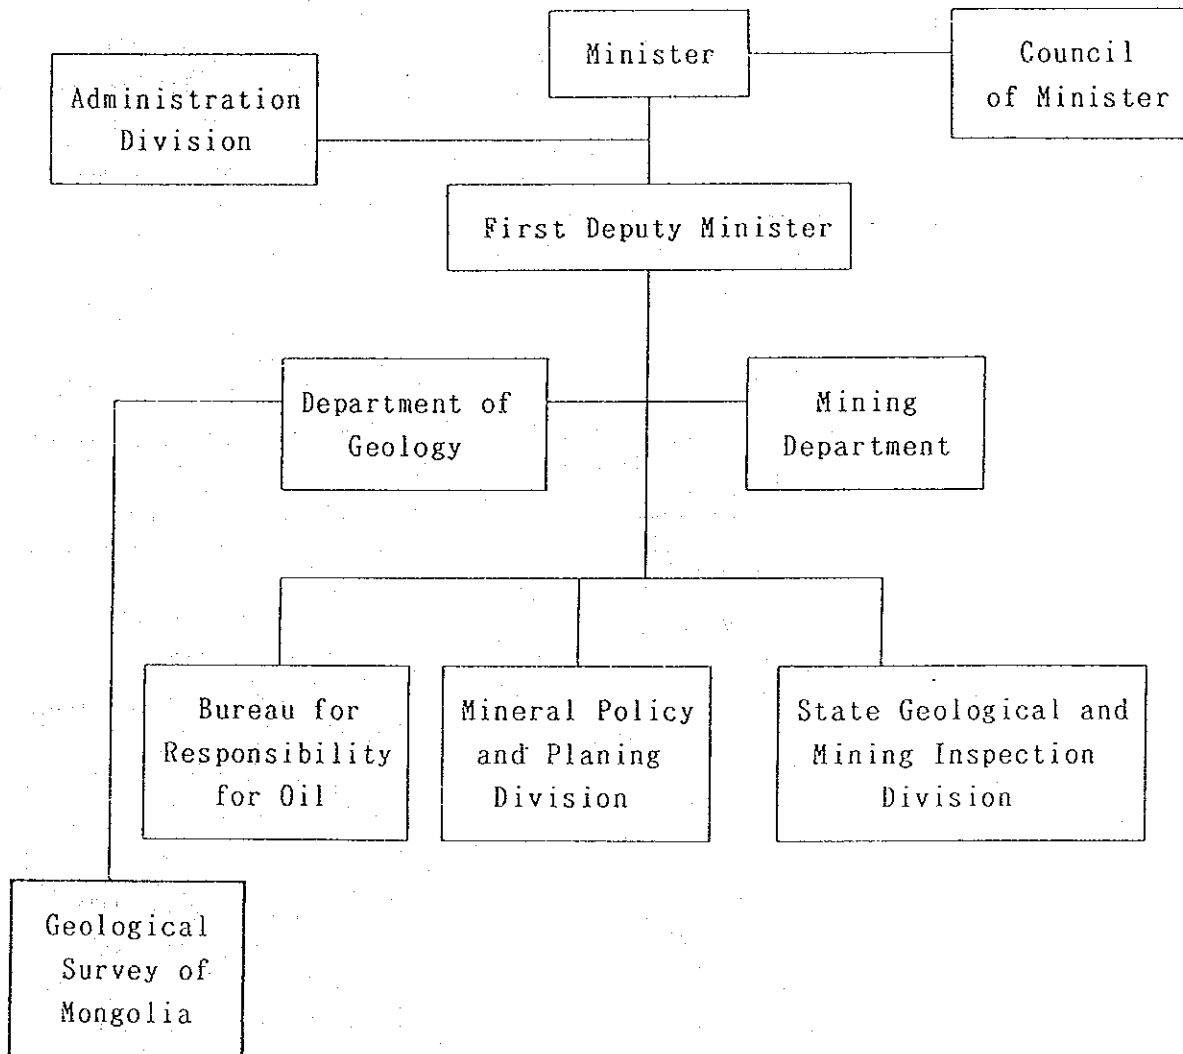 Minister
Council
of Minister
Administration
Division
First Deputy Minister
Department of
Geology
Mining
Department
Bureau for
Responsibility
for Oil
Mineral Policy
and Planing
Division
State Geological and
Mining Inspection
Division
Geological
Survey of
Mongolia